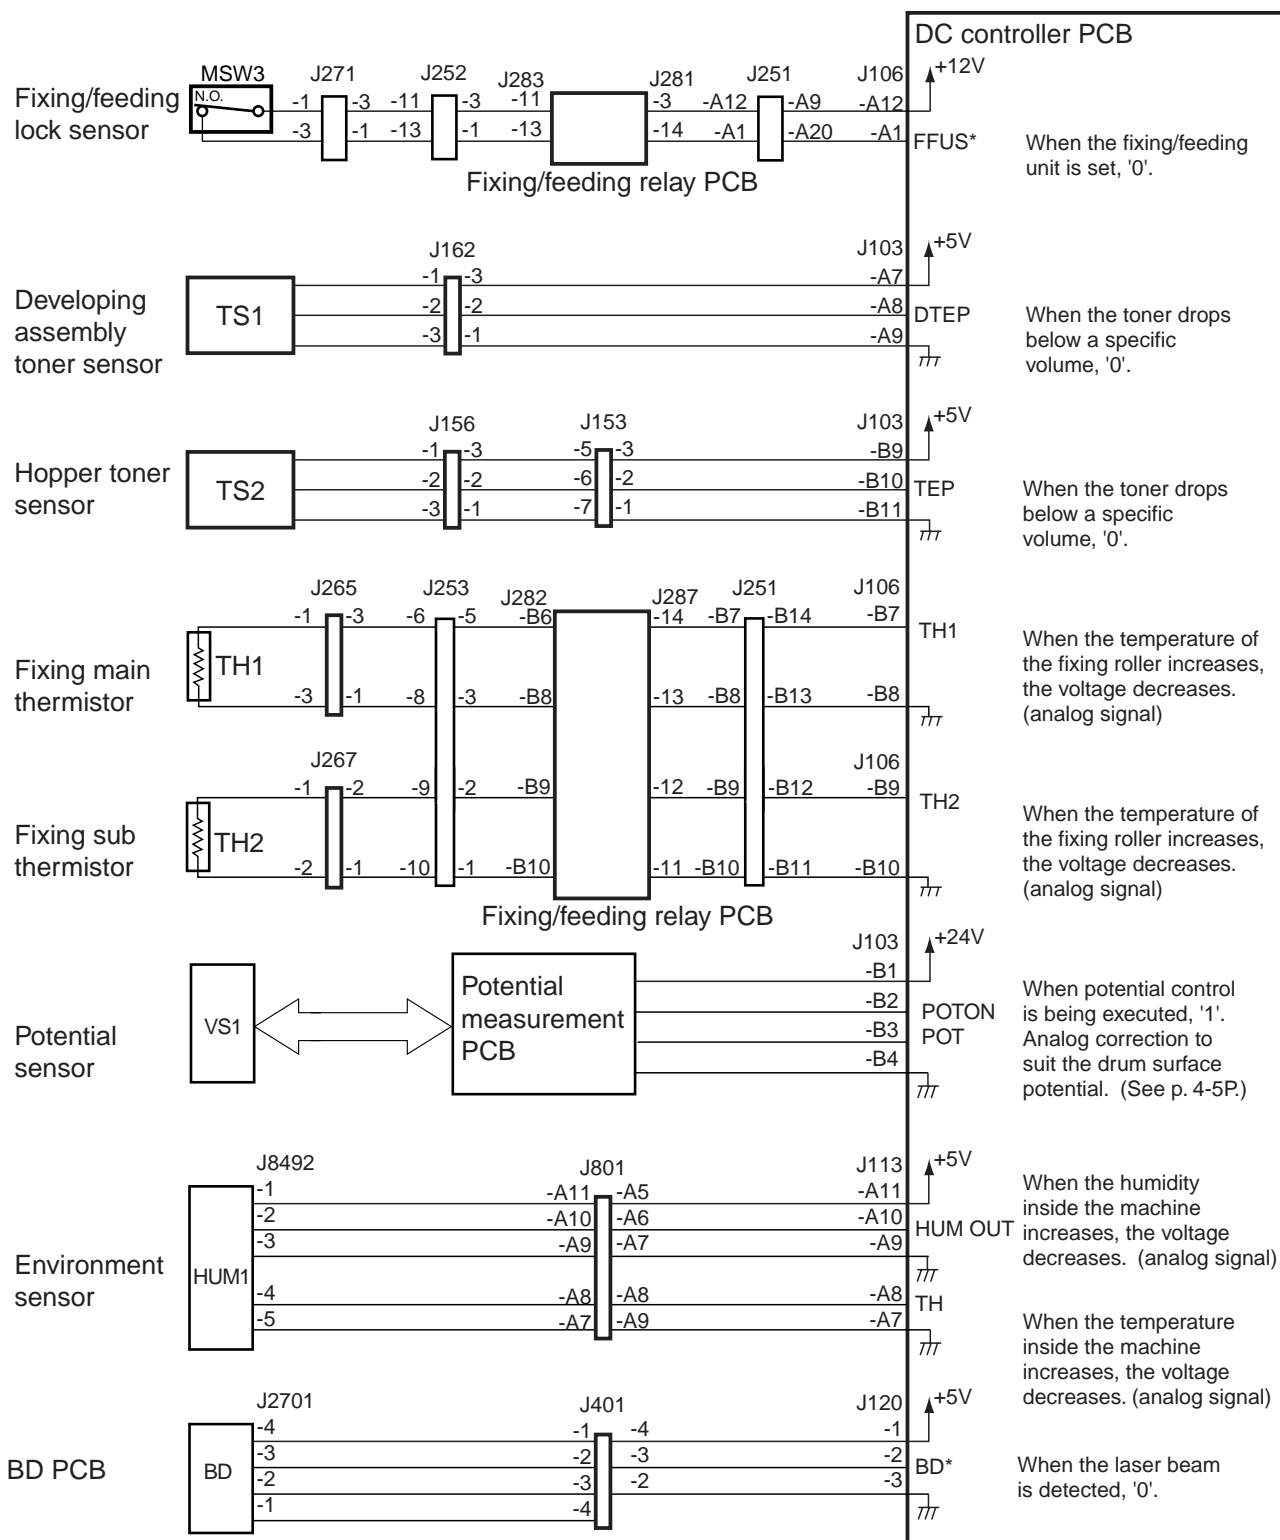 DC controller PCB
Fixing/feeding
lock sensor
MSW3
N.O.
J271
J252
J283
J281
J251
J106
+12V
-1 -3 -11 -3 -11 -3 -A12 -A9 -A12
-3 -1 -13 -1 -13 -14 -A1 -A20 -A1
FFUS*
When the fixing/feeding
unit is set, '0'.
Fixing/feeding relay PCB
Developing
assembly
toner sensor
TS1
J162
J103
+5V
-1 -3 -A7
-2 -2 -A8
DTEP
-3 -1 -A9
When the toner drops
below a specific
volume, '0'.
Hopper toner
sensor
TS2
J156
J153
J103
+5V
-1 -3 -5 -3 -B9
-2 -2 -6 -2 -B10
TEP
-3 -1 -7 -1 -B11
When the toner drops
below a specific
volume, '0'.
Fixing main
thermistor
TH1
J265
J253
J282
J287
J251
J106
-1 -3 -6 -5 -B6 -14 -B7 -B14 -B7
TH1
-3 -1 -8 -3 -B8 -13 -B8 -B13 -B8
When the temperature of
the fixing roller increases,
the voltage decreases.
(analog signal)
Fixing sub
thermistor
TH2
J267
J106
-1 -2 -9 -2 -B9 -12 -B9 -B12 -B9
TH2
-2 -1 -10 -1 -B10 -11 -B10 -B11 -B10
When the temperature of
the fixing roller increases,
the voltage decreases.
(analog signal)
Fixing/feeding relay PCB
Potential
sensor
VS1
Potential
measurement
PCB
J103
+24V
-B1
-B2
POTON
-B3
POT
-B4
When potential control
is being executed, '1'.
Analog correction to
suit the drum surface
potential. (See p. 4-5P.)
Environment
sensor
HUM1
J8492
J801
J113
+5V
-1 -A11 -A5 -A11
-2 -A10 -A6 -A10
HUM OUT
-3 -A9 -A7 -A9
-4 -A8 -A8 -A8
TH
-5 -A7 -A9 -A7
When the humidity
inside the machine
increases, the voltage
decreases. (analog signal)
When the temperature
inside the machine
increases, the voltage
decreases. (analog signal)
BD PCB
BD
J2701
J401
J120
+5V
-4 -1 -4 -1
-3 -2 -3 -2
BD*
-2 -3 -2 -3
-1 -4
When the laser beam
is detected, '0'.